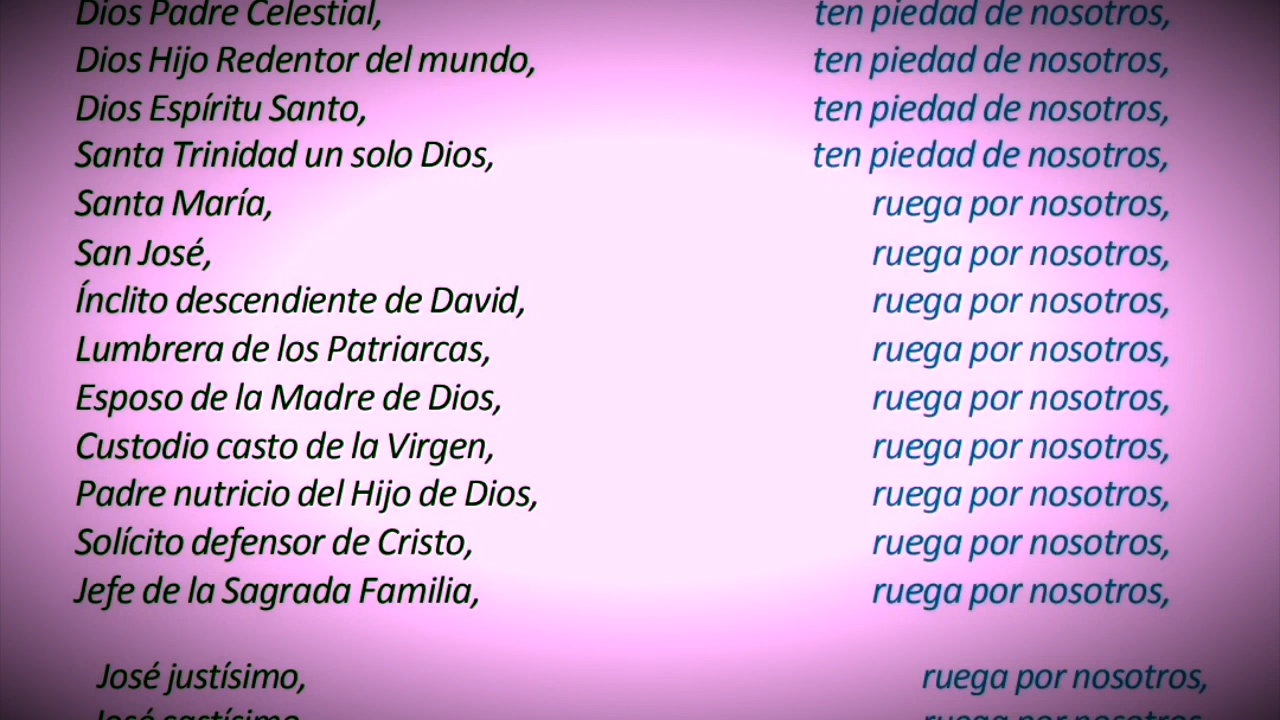 Dios Padre Celestial, ten piedad de nosotros,
Dios Hijo Redentor del mundo, ten piedad de nosotros,
Dios Espíritu Santo, ten piedad de nosotros,
Santa Trinidad un solo Dios, ten piedad de nosotros,
Santa María, ruega por nosotros,
San José, ruega por nosotros,
Ínclito descendiente de David, ruega por nosotros,
Lumbrera de los Patriarcas, ruega por nosotros,
Esposo de la Madre de Dios, ruega por nosotros,
Custodio casto de la Virgen, ruega por nosotros,
Padre nutricio del Hijo de Dios, ruega por nosotros,
Solícito defensor de Cristo, ruega por nosotros,
Jefe de la Sagrada Familia, ruega por nosotros,
José justísimo, ruega por nosotros,